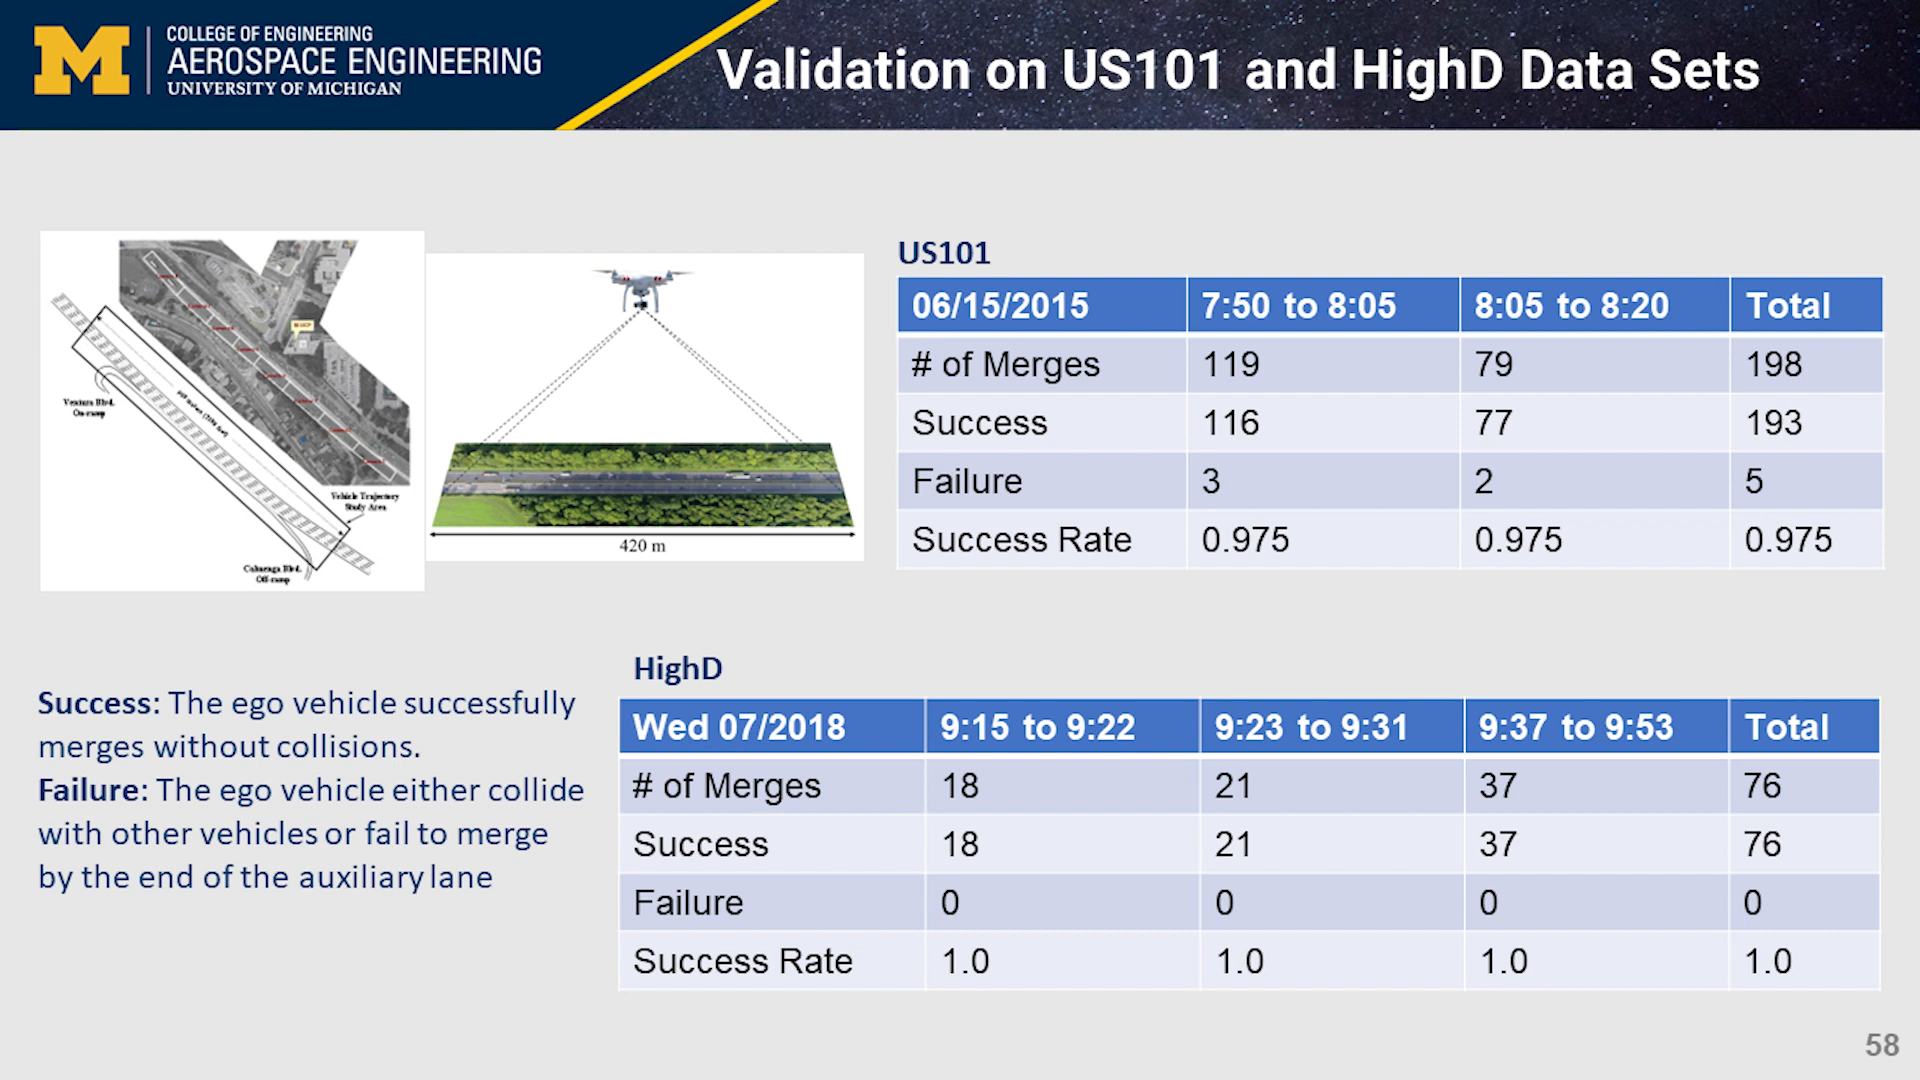 COLLEGE OF ENGINEERING
AEROSPACE ENGINEERING
UNIVERSITY OF MICHIGAN
Validation on US101 and HighD Data Sets
Ventura Blvd.
On-ramp
Vehicle Trajectory
Study Area
Cahuenga Blvd.
Off-ramp
420 m
US101
06/15/2015 7:50 to 8:05 8:05 to 8:20 Total
# of Merges 119 79 198
Success 116 77 193
Failure 3 2 5
Success Rate 0.975 0.975 0.975
Success: The ego vehicle successfully
merges without collisions.
Failure: The ego vehicle either collide
with other vehicles or fail to merge
by the end of the auxiliary lane
HighD
Wed 07/2018 9:15 to 9:22 9:23 to 9:31 9:37 to 9:53 Total
# of Merges 18 21 37 76
Success 18 21 37 76
Failure 0 0 0 0
Success Rate 1.0 1.0 1.0 1.0
58